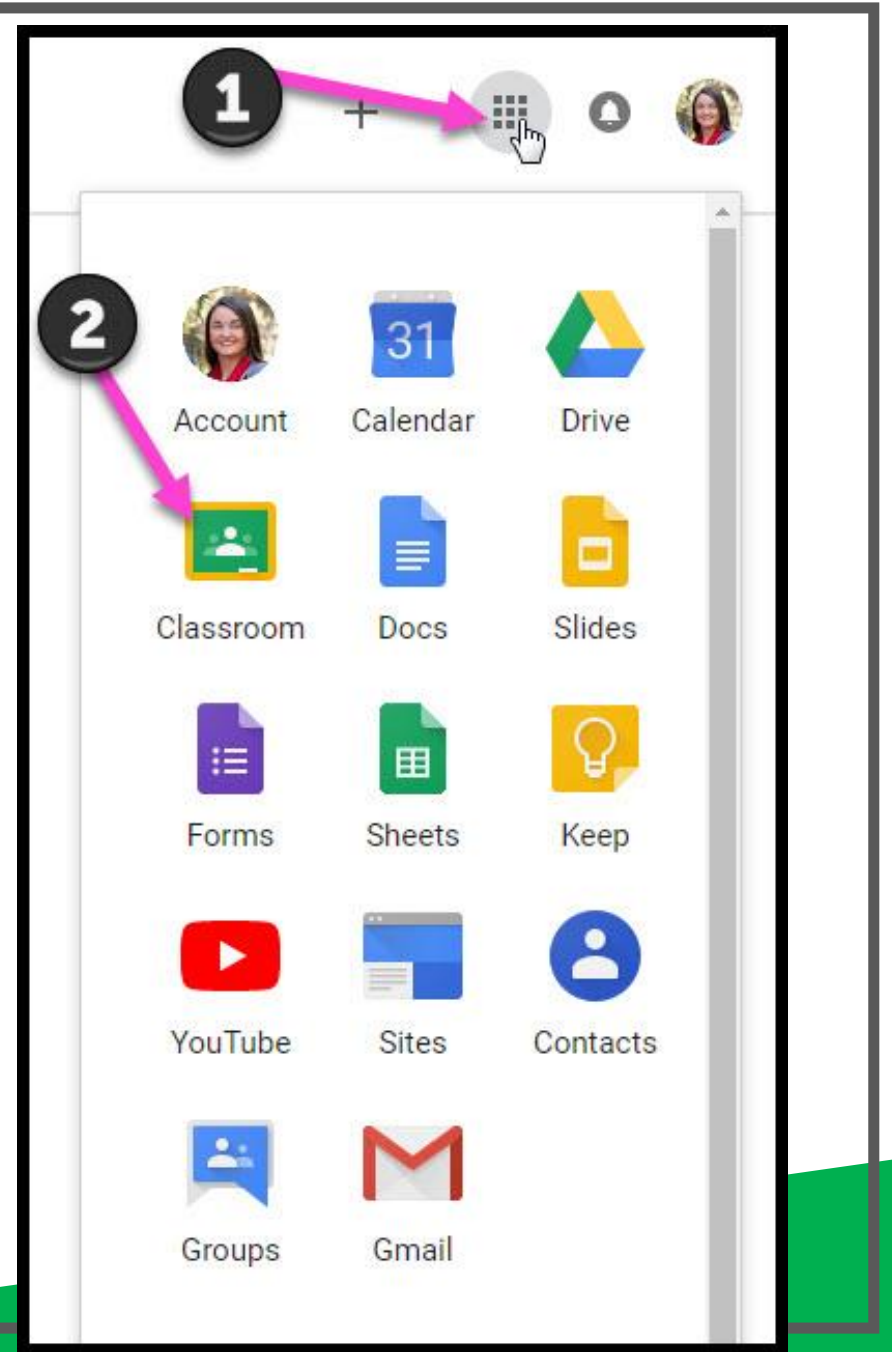 1
2
31
Account Calendar Drive
Classroom Docs Slides
Forms Sheets Keep
YouTube Sites Contacts
Groups Gmail